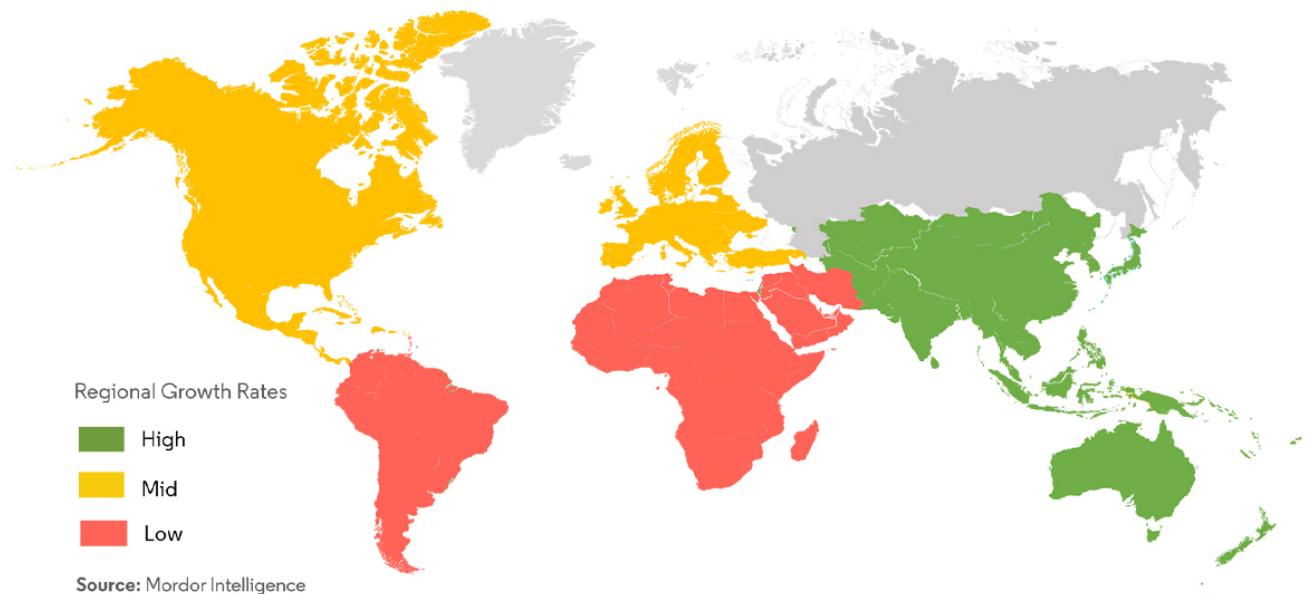 Regional Growth Rates
High
Mid
Low
Source: Mordor Intelligence